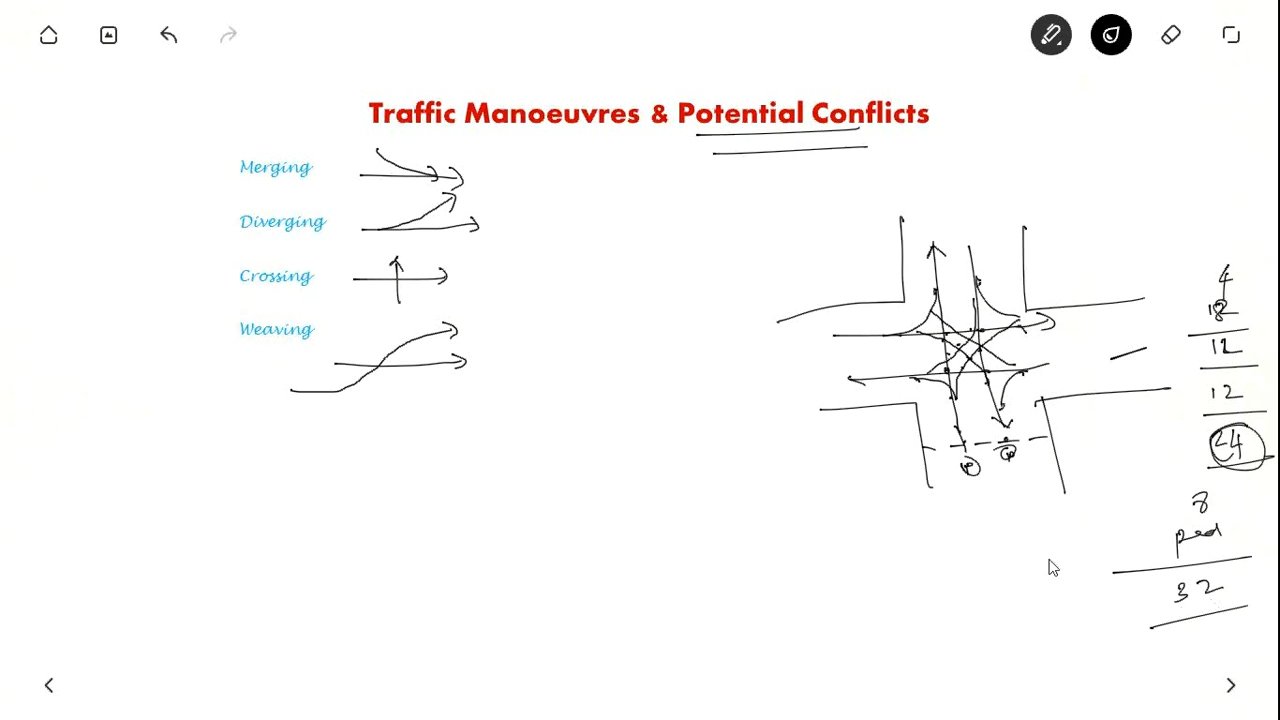 Traffic Manoeuvres & Potential Conflicts
Merging
Diverging
Crossing
Weaving
4
12
12
24
8
ped
32